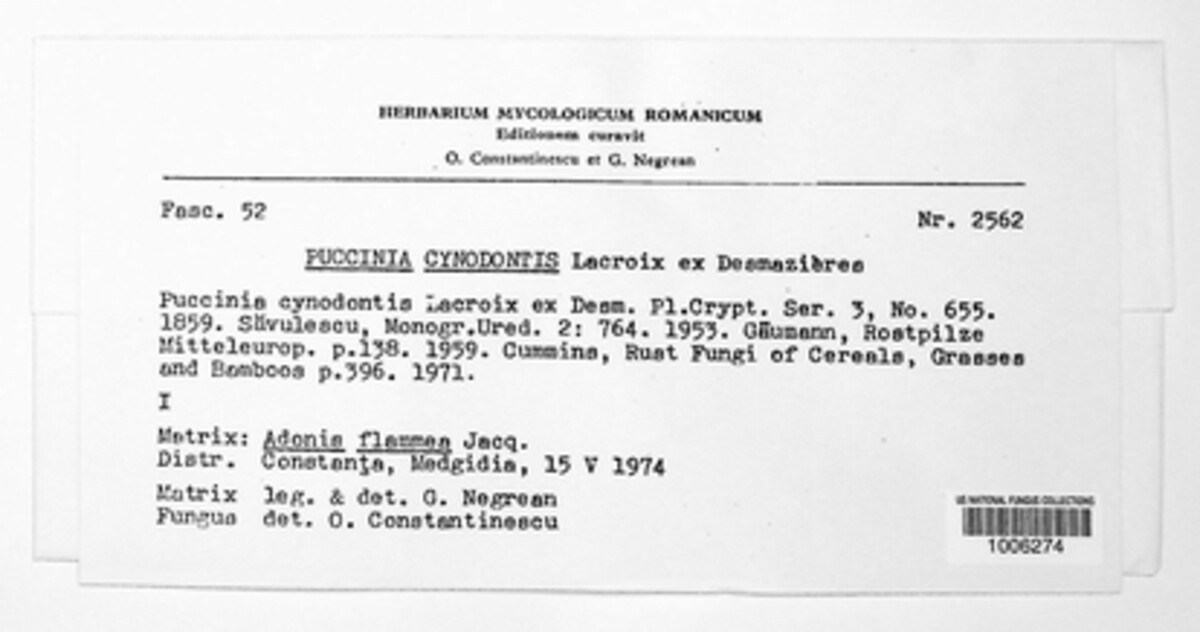 HERBARIUM MYCOLOGICUM ROMANICUM
Editionem curavit
O. Constantinescu et G. Negrean
Fasc. 52
Nr. 2562
PUCCINIA CYNODONTIS Lacroix ex Desmazières
Puccinia cynodontis Lacroix ex Desm. Pl.Crypt. Ser. 3, No. 655.
1859. Săvulescu, Monogr.Ured. 2: 764. 1953. Gäumann, Rostpilze
Mitteleurop. p.138. 1959. Cummins, Rust Fungi of Cereals, Grasses
and Bamboos p.396. 1971.
I
Matrix: Adonis flammea Jacq.
Distr. Constanţa, Medgidia, 15 V 1974
Matrix leg. & det. G. Negrean
Fungus det. O. Constantinescu
US NATIONAL FUNGUS COLLECTIONS
1006274